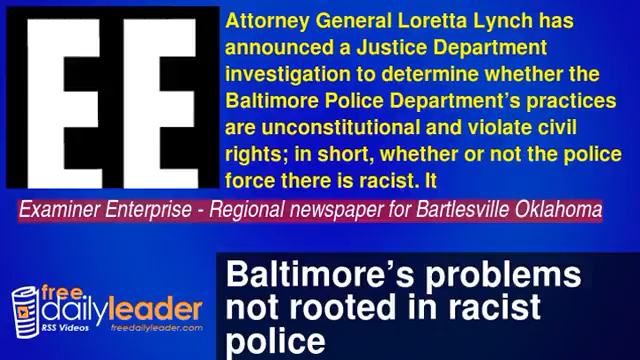 EE
Attorney General Loretta Lynch has
announced a Justice Department
investigation to determine whether the
Baltimore Police Department’s practices
are unconstitutional and violate civil
rights; in short, whether or not the police
force there is racist. It
Examiner Enterprise - Regional newspaper for Bartlesville Oklahoma
free
dailyleader
RSS Videos freedailyleader.com
Baltimore’s problems
not rooted in racist
police